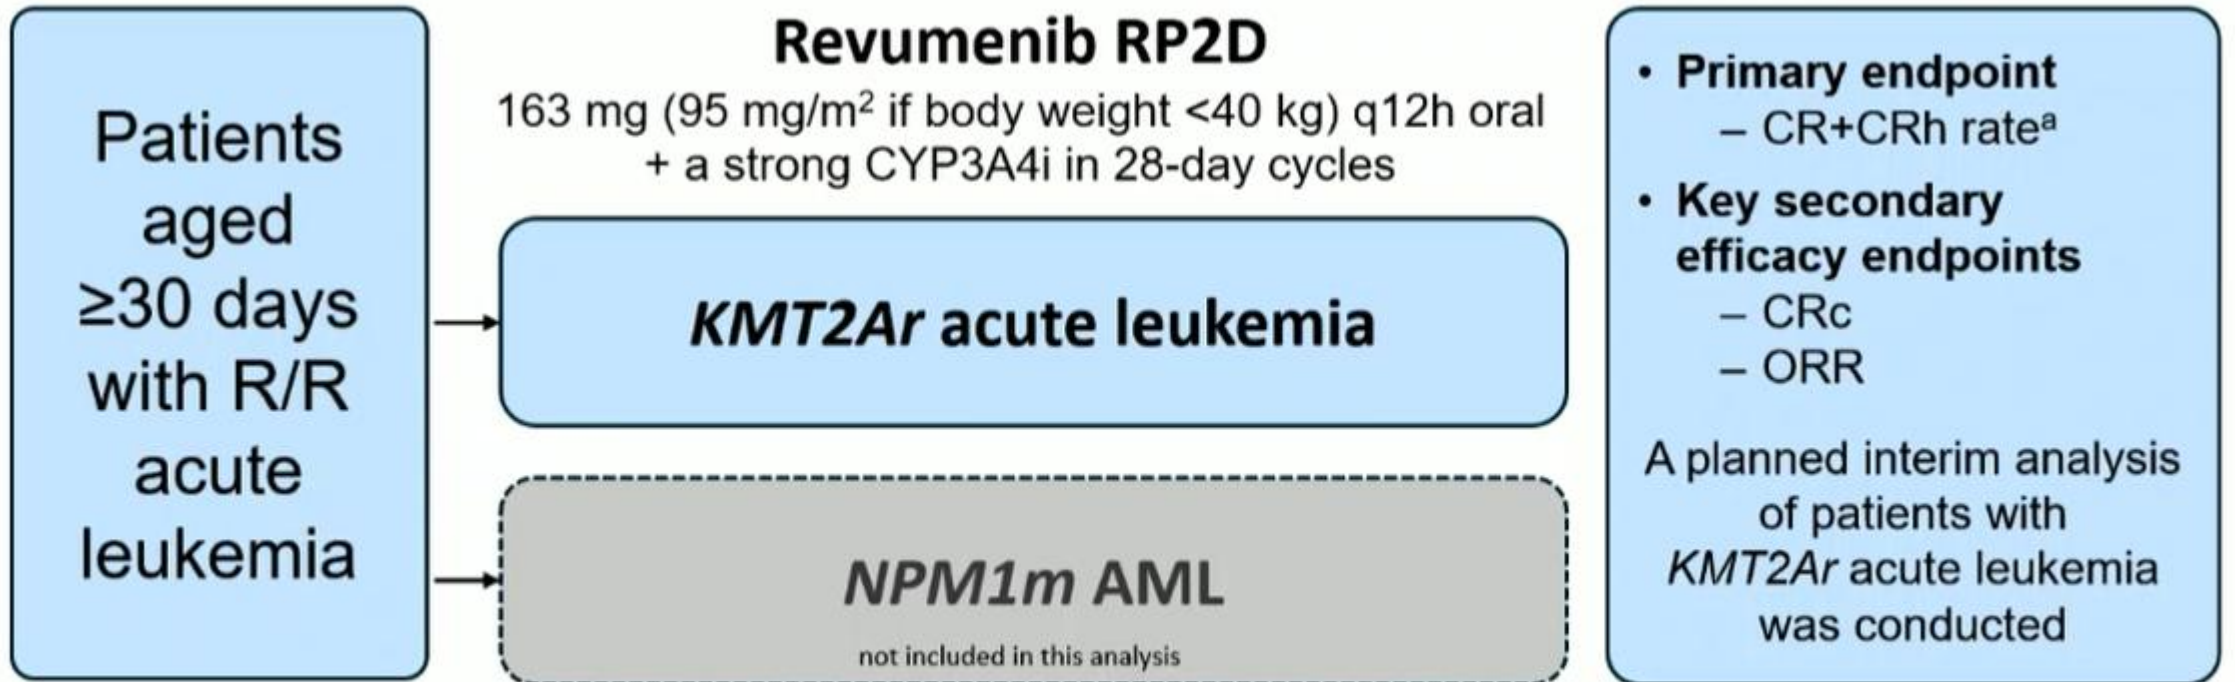 Patients
aged
≥30 days
with R/R
acute
leukemia
Revumenib RP2D
163 mg (95 mg/m² if body weight <40 kg) q12h oral
+ a strong CYP3A4i in 28-day cycles
KMT2Ar acute leukemia
NPM1m AML
not included in this analysis
• Primary endpoint
– CR+CRh rateᵃ
• Key secondary
efficacy endpoints
– CRc
– ORR
A planned interim analysis
of patients with
KMT2Ar acute leukemia
was conducted